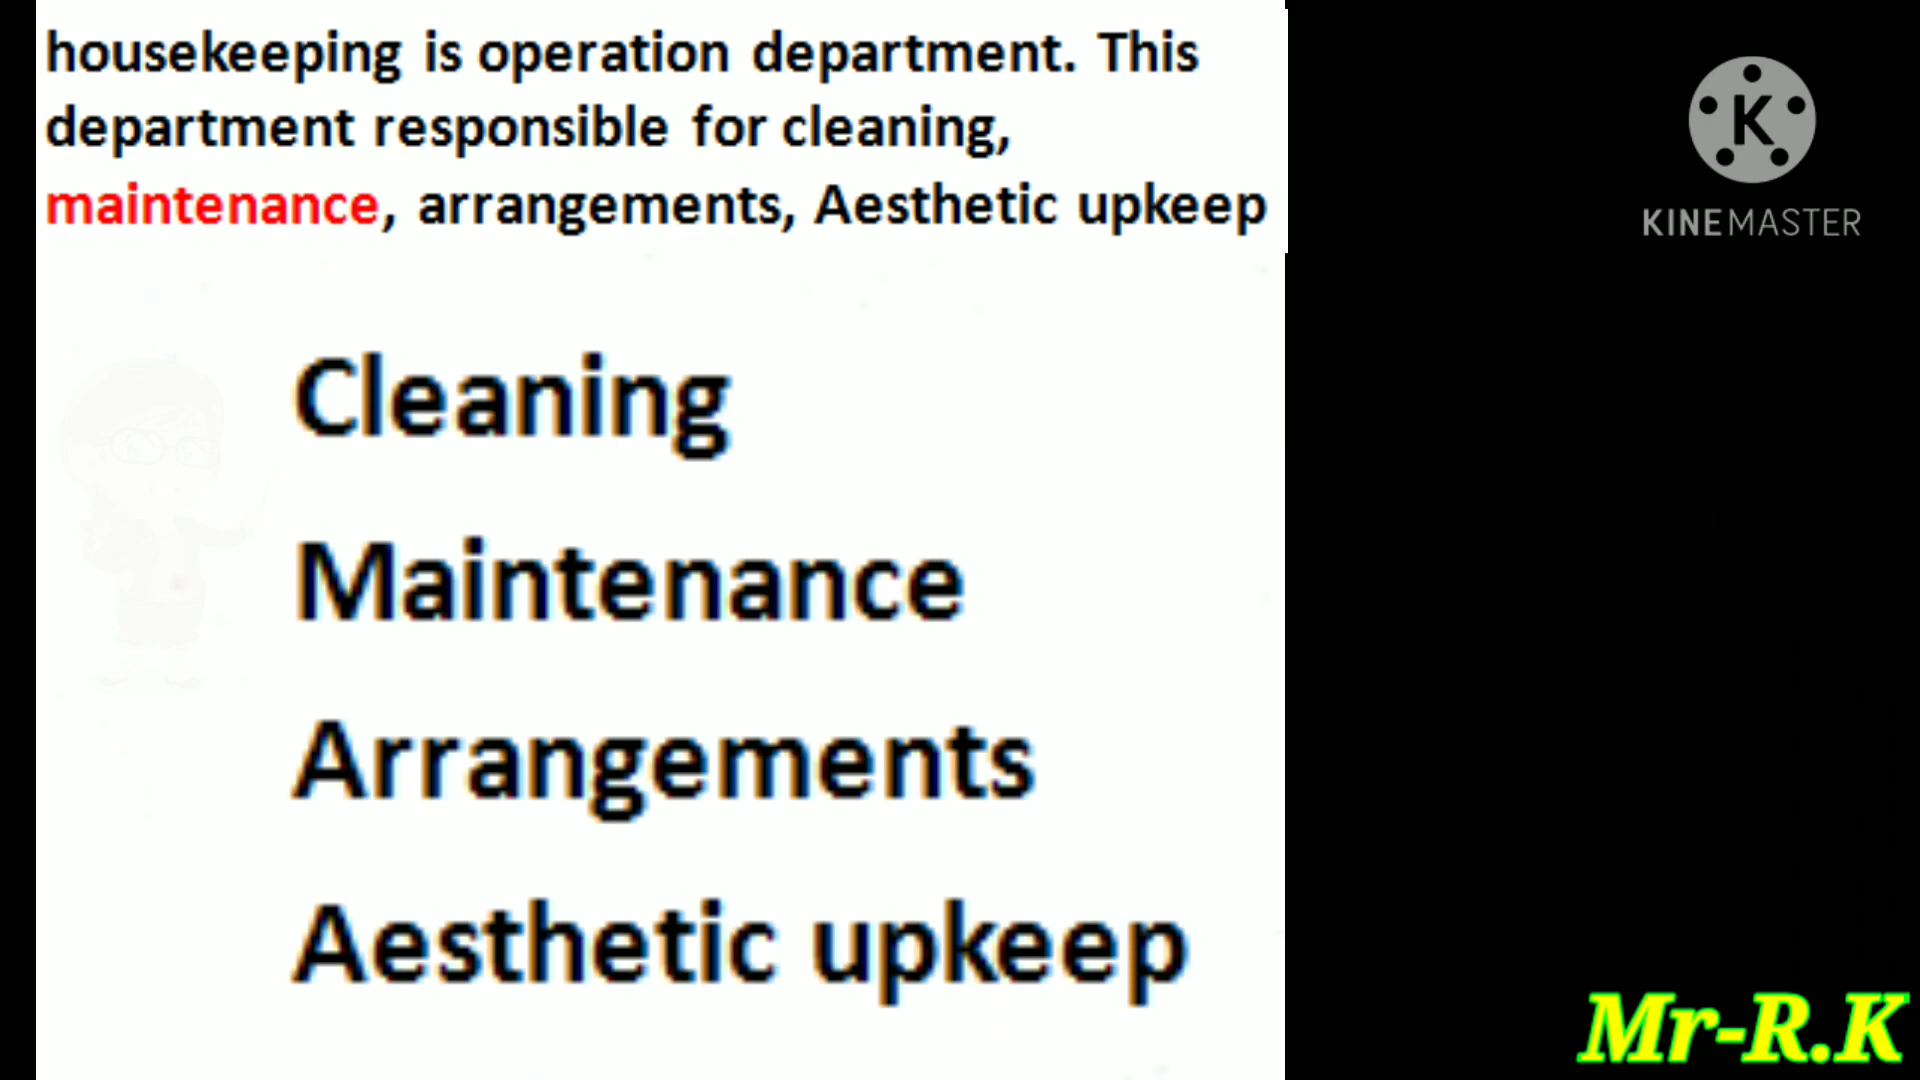 housekeeping is operation department. This
department responsible for cleaning,
maintenance, arrangements, Aesthetic upkeep
Cleaning
Maintenance
Arrangements
Aesthetic upkeep
K
KINEMASTER
Mr-R.K